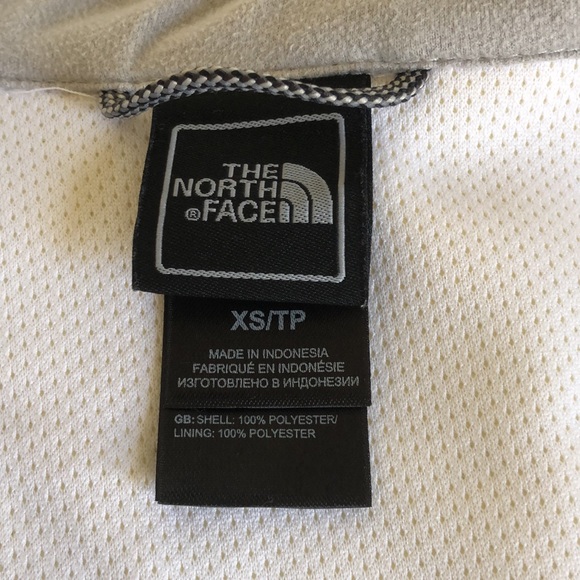 THE
NORTH
® FACE
XS/TP
MADE IN INDONESIA
FABRIQUÉ EN INDONÉSIE
ИЗГОТОВЛЕНО В ИНДОНЕЗИИ
GB: SHELL: 100% POLYESTER/
LINING: 100% POLYESTER